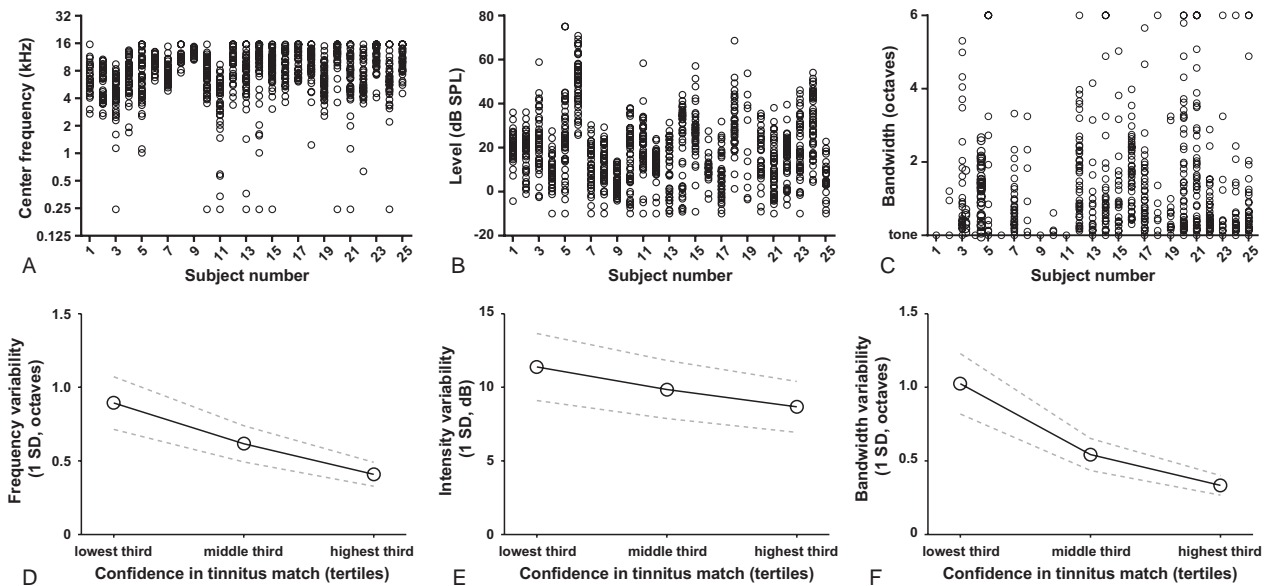 32
16
8
4
2
1
0.5
0.25
0.125
Center frequency (kHz)
1 3 5 7 9 11 13 15 17 19 21 23 25
Subject number
A
80
60
40
20
0
-20
Level (dB SPL)
1 3 5 7 9 11 13 15 17 19 21 23 25
Subject number
B
6
4
2
tone
Bandwidth (octaves)
1 3 5 7 9 11 13 15 17 19 21 23 25
Subject number
C
1.5
1.0
0.5
0
Frequency variability
(1 SD, octaves)
lowest third middle third highest third
Confidence in tinnitus match (tertiles)
D
15
10
5
0
Intensity variability
(1 SD, dB)
lowest third middle third highest third
Confidence in tinnitus match (tertiles)
E
1.5
1.0
0.5
0
Bandwidth variability
(1 SD, octaves)
lowest third middle third highest third
Confidence in tinnitus match (tertiles)
F